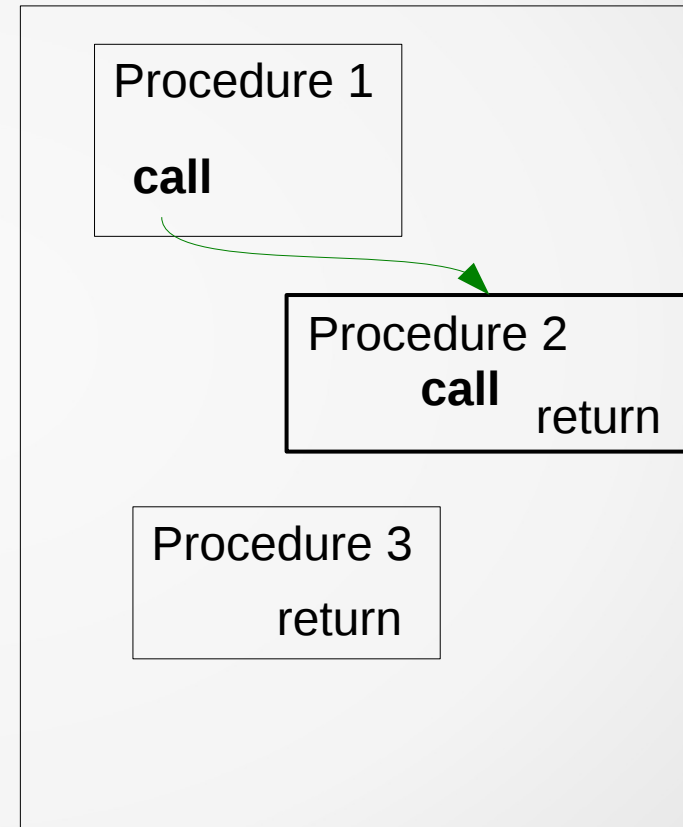 Procedure 1
call
Procedure 2
call
return
Procedure 3
return